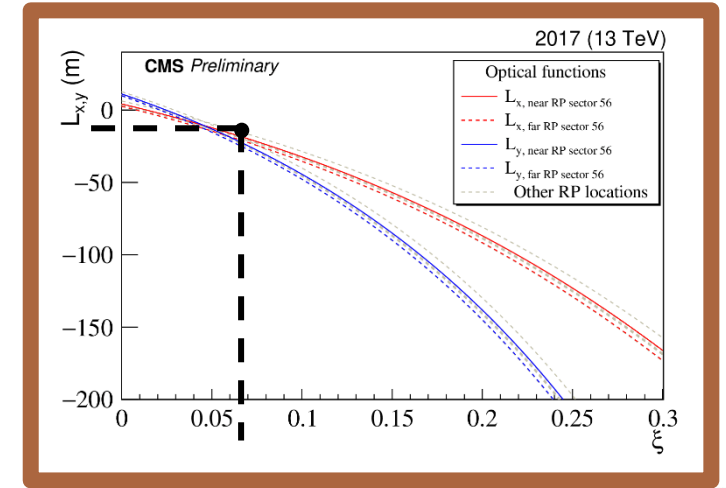 2017 (13 TeV)
CMS Preliminary
L_x,y (m)
Optical functions
L_x, near RP sector 56
L_x, far RP sector 56
L_y, near RP sector 56
L_y, far RP sector 56
Other RP locations
0
−50
−100
−150
−200
0 0.05 0.1 0.15 0.2 0.25 0.3
ξ